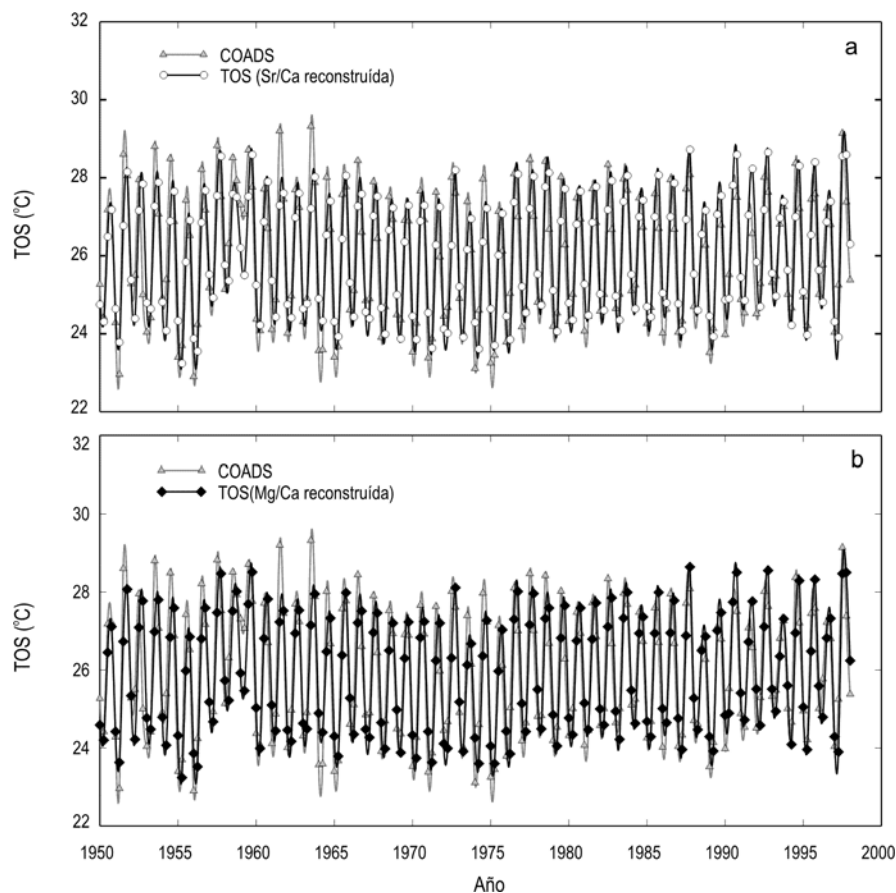 32
30
28
26
24
22
TOS (°C)
COADS
TOS (Sr/Ca reconstruída)
a
32
30
28
26
24
22
TOS (°C)
COADS
TOS(Mg/Ca reconstruída)
b
1950 1955 1960 1965 1970 1975 1980 1985 1990 1995 2000
Año